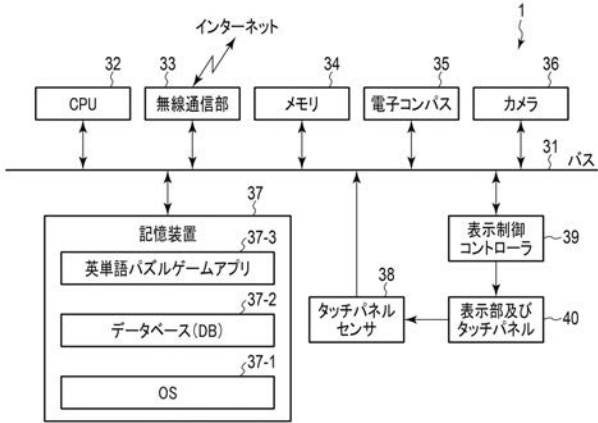 インターネット
1
32
33
34
35
36
CPU
無線通信部
メモリ
電子コンパス
カメラ
31
バス
37
記憶装置
37-3
英単語パズルゲームアプリ
37-2
データベース(DB)
37-1
OS
38
タッチパネル
センサ
表示制御
コントローラ
39
表示部及び
タッチパネル
40